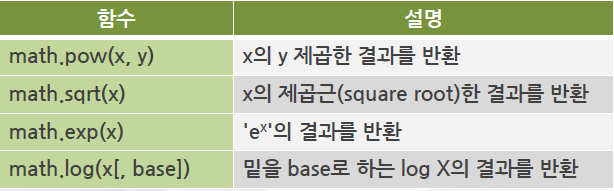 함수 설명
math.pow(x, y) x의 y 제곱한 결과를 반환
math.sqrt(x) x의 제곱근(square root)한 결과를 반환
math.exp(x) 'eˣ'의 결과를 반환
math.log(x[, base]) 밑을 base로 하는 log X의 결과를 반환